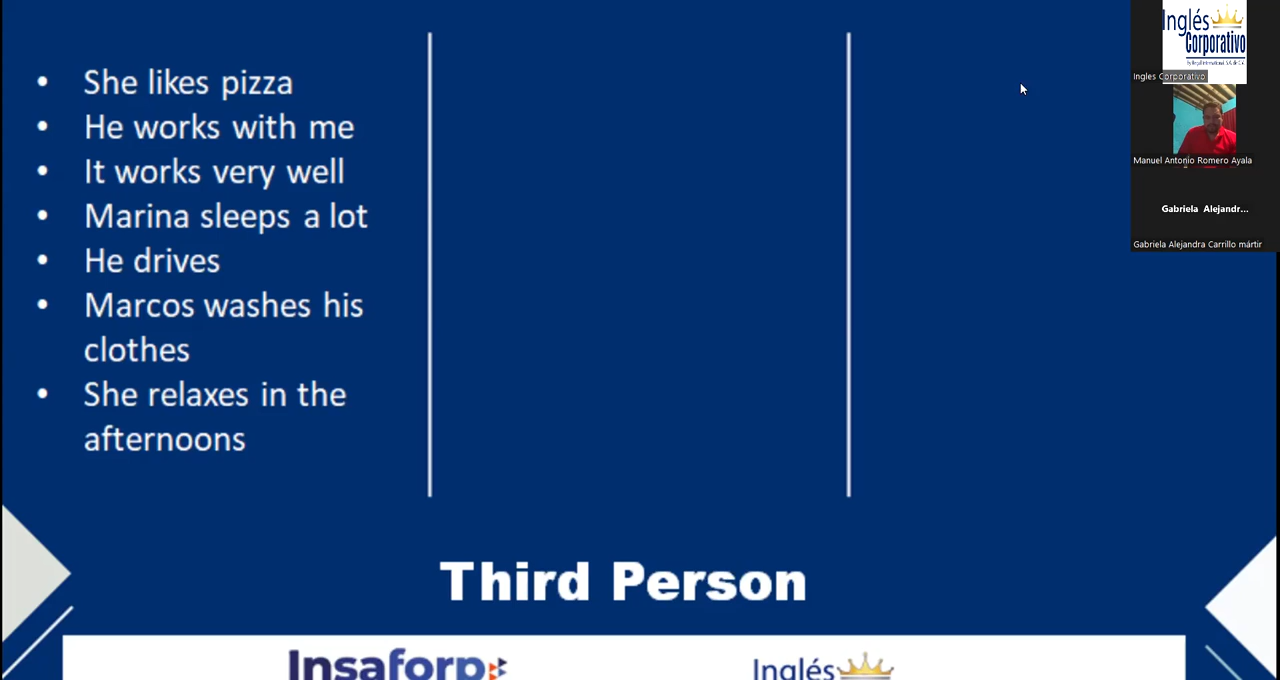 • She likes pizza
• He works with me
• It works very well
• Marina sleeps a lot
• He drives
• Marcos washes his
clothes
• She relaxes in the
afternoons
Third Person
Insaforp
Inglés
Inglés
Corporativo
Ingles Corporativo
Manuel Antonio Romero Ayala
Gabriela Alejandr...
Gabriela Alejandra Carrillo mártir